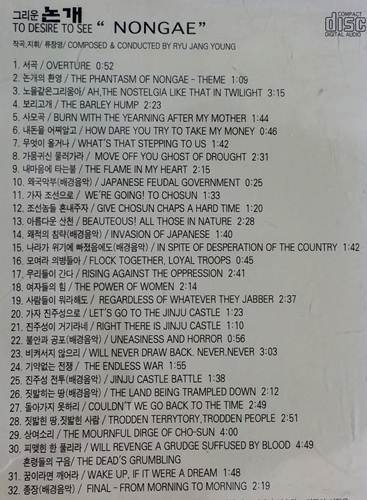 그리운 논개
COMPACT
disc
DIGITAL AUDIO
TO DESIRE TO SEE “ NONGAE”
작곡.지휘/ 류장영/ COMPOSED & CONDUCTED BY RYU JANG YOUNG
1. 서곡/ OVERTURE 0:52
2. 논개의 환영/ THE PHANTASM OF NONGAE - THEME 1:09
3. 노을같은그리움아/ AH,THE NOSTELGIA LIKE THAT IN TWILIGHT 3:15
4. 보리고개/ THE BARLEY HUMP 2:23
5. 사모곡/ BURN WITH THE YEARNING AFTER MY MOTHER 1:44
6. 내돈을 어쩌알고/ HOW DARE YOU TRY TO TAKE MY MONEY 0:46
7. 무엇이 올거나/ WHAT'S THAT STEPPING TO US 1:42
8. 가뭄귀신 물러가라/ MOVE OFF YOU GHOST OF DROUGHT 2:31
9. 내마음에 타는불/ THE FLAME IN MY HEART 2:15
10. 왜국막부(배경음악)/ JAPANESE FEUDAL GOVERNMENT 0:25
11. 가자 조선으로/ WE'RE GOING! TO CHOSUN 1:33
12. 조선놈들 혼내주자/ GIVE CHOSUN CHAPS A HARD TIME 1:20
13. 아름다운 산천/ BEAUTEOUS! ALL THOSE IN NATURE 2:28
14. 왜적의 침략(배경음악)/ INVASION OF JAPANESE 1:40
15. 나라가 위기에 빠졌음에도(배경음악)/ IN SPITE OF DESPERATION OF THE COUNTRY 1:42
16. 모여라 의병들아/ FLOCK TOGETHER, LOYAL TROOPS 0:45
17. 우리들이 간다/ RISING AGAINST THE OPPRESSION 2:41
18. 여자들의 힘/ THE POWER OF WOMEN 2:14
19. 사람들이 뭐라해도/ REGARDLESS OF WHATEVER THEY JABBER 2:37
20. 가자 진주성으로/ LET'S GO TO THE JINJU CASTLE 1:23
21. 진주성이 거기라네/ RIGHT THERE IS JINJU CASTLE 1:10
22. 불안과 공포(배경음악)/ UNEASINESS AND HORROR 0:56
23. 비켜서지 않으리/ WILL NEVER DRAW BACK. NEVER.NEVER 3:03
24. 기약없는 전쟁/ THE ENDLESS WAR 1:55
25. 진주성 전투(배경음악)/ JINJU CASTLE BATTLE 1:38
26. 짓밟히는 땅(배경음악)/ THE LAND BEING TRAMPLED DOWN 2:12
27. 돌아가지 못하리/ COULDN'T WE GO BACK TO THE TIME 2:49
28. 짓밟힌 땅,짓밟힌 사람/ TRODDEN TERRYTORY,TRODDEN PEOPLE 2:51
29. 상여소리/ THE MOURNFUL DIRGE OF CHO-SUN 4:00
30. 피맺힌 한 풀리라/ WILL REVENGE A GRUDGE SUFFUSED BY BLOOD 4:49
혼령들의 구음/ THE DEAD'S GRUMBLING
31. 꿈이라면 깨어라/ WAKE UP, IF IT WERE A DREAM 1:48
32. 종장(배경음악)/ FINAL - FROM MORNING TO MORNING 2:19